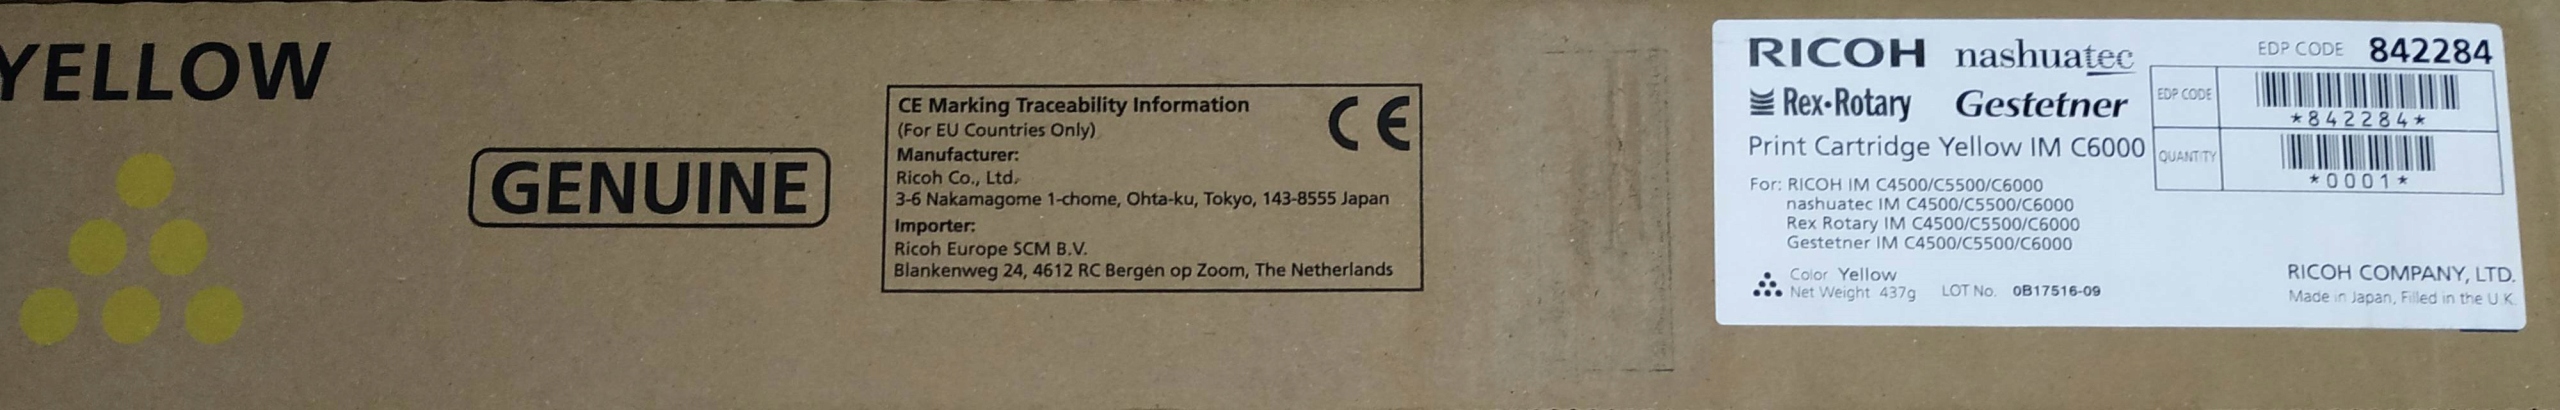 YELLOW
GENUINE
CE Marking Traceability Information
(For EU Countries Only)
CE
Manufacturer:
Ricoh Co., Ltd.
3-6 Nakamagome 1-chome, Ohta-ku, Tokyo, 143-8555 Japan
Importer:
Ricoh Europe SCM B.V.
Blankenweg 24, 4612 RC Bergen op Zoom, The Netherlands
RICOH nashuatec
Rex-Rotary Gestetner
Print Cartridge Yellow IM C6000
For: RICOH IM C4500/C5500/C6000
nashuatec IM C4500/C5500/C6000
Rex Rotary IM C4500/C5500/C6000
Gestetner IM C4500/C5500/C6000
Color Yellow
Net Weight 437g LOT No. 0B17516-09
EDP CODE 842284
EDP CODE
*842284*
QUANTITY
*0001*
RICOH COMPANY, LTD.
Made in Japan, Filled in the U.K.